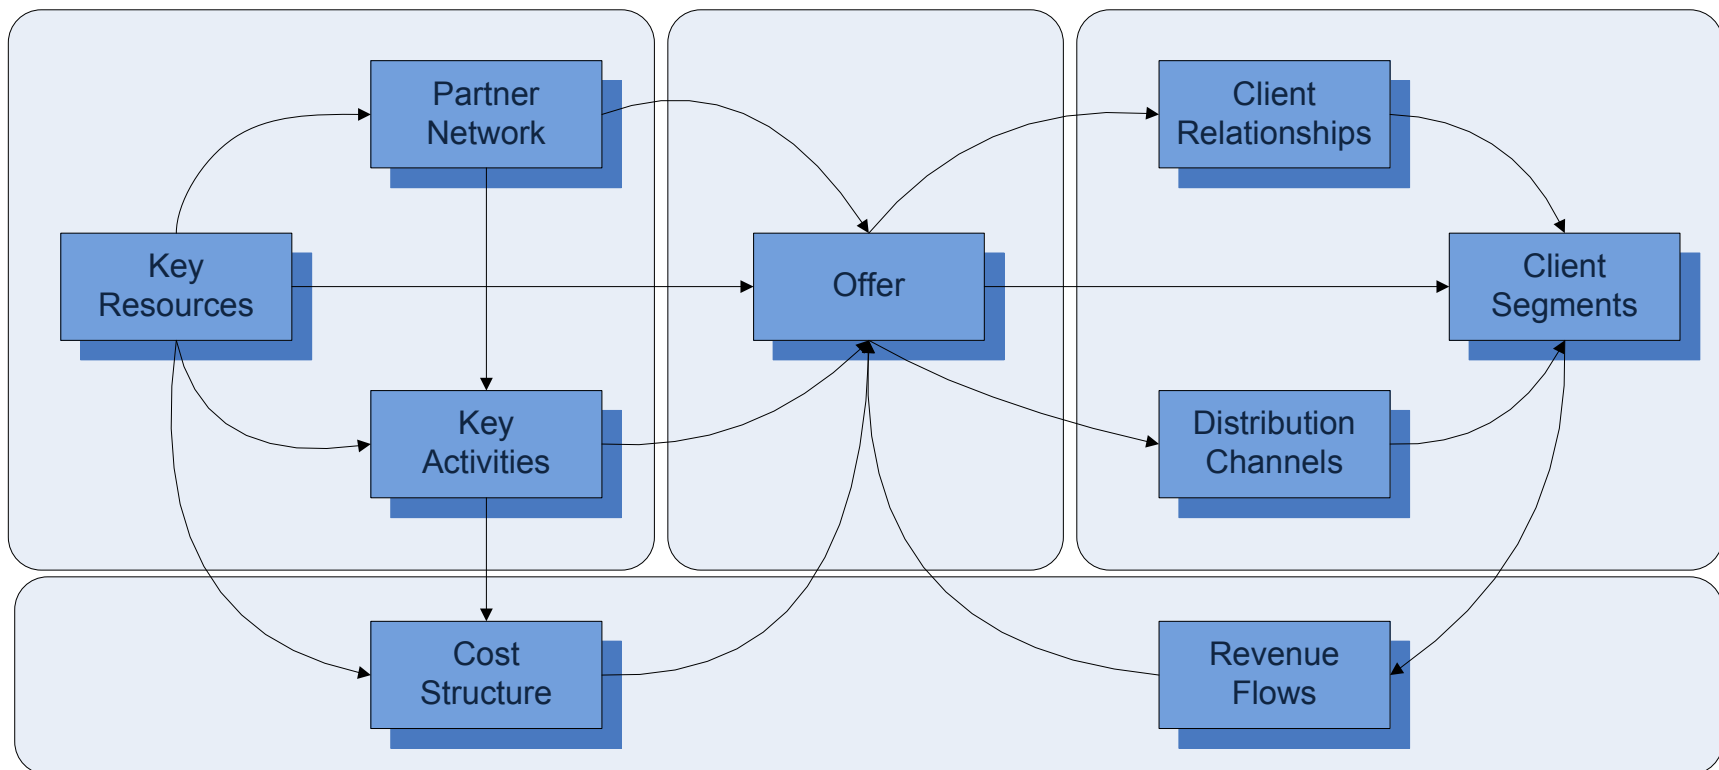 Partner
Network
Client
Relationships
Key
Resources
Offer
Client
Segments
Key
Activities
Distribution
Channels
Cost
Structure
Revenue
Flows